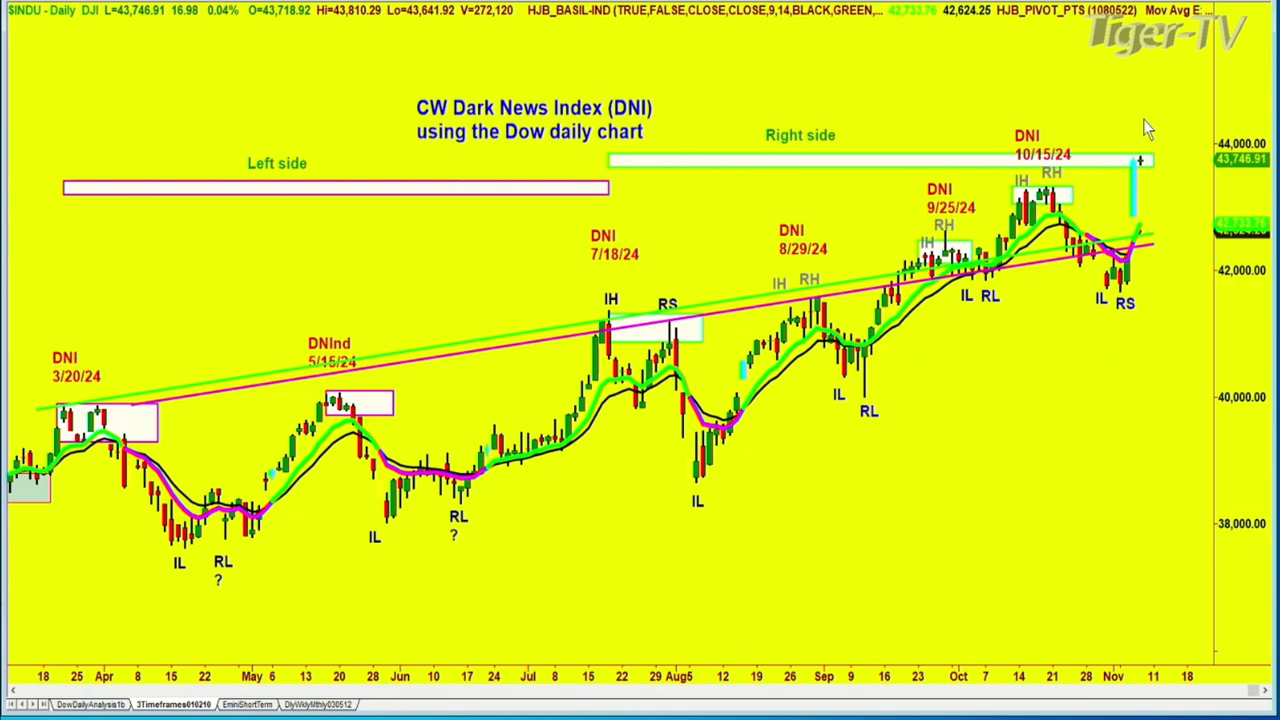 $INDU - Daily DJI L=43,746.91 16.98 0.04% O=43,718.92 Hi=43,810.29 Lo=43,641.92 V=272,120 HJB_BASIL-IND (TRUE,FALSE,CLOSE,CLOSE,9,14,BLACK,GREEN,... 42,733.76 42,624.25 HJB_PIVOT_PTS (1080522) Mov Avg E...
Tiger-TV
CW Dark News Index (DNI)
using the Dow daily chart
Left side
Right side
DNI
10/15/24
44,000.00
43,746.91
IH RH
DNI
9/25/24
IH RH
42,733.76
DNI
8/29/24
DNI
7/18/24
42,000.00
IH RH
IL RL
IL RS
IH RS
DNI
3/20/24
DNInd
5/15/24
40,000.00
IL RL
IL
RL
?
IL
38,000.00
IL
RL
?
18 25 Apr 8 15 22 May 6 13 20 28 Jun 10 17 24 Jul 8 15 22 29 Aug5 12 19 26 Sep 9 16 23 Oct 7 14 21 28 Nov 11 18
DowDailyAnalysis1b 3Timeframes010210 EminiShortTerm DlyWklyMthly030512